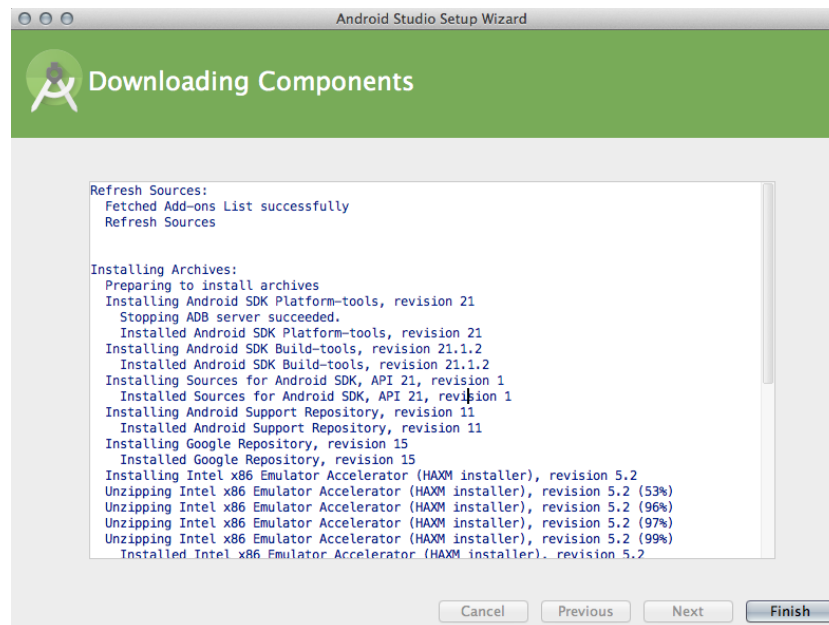 Android Studio Setup Wizard
Downloading Components
Refresh Sources:
Fetched Add-ons List successfully
Refresh Sources
Installing Archives:
Preparing to install archives
Installing Android SDK Platform-tools, revision 21
Stopping ADB server succeeded.
Installed Android SDK Platform-tools, revision 21
Installing Android SDK Build-tools, revision 21.1.2
Installed Android SDK Build-tools, revision 21.1.2
Installing Sources for Android SDK, API 21, revision 1
Installed Sources for Android SDK, API 21, revision 1
Installing Android Support Repository, revision 11
Installed Android Support Repository, revision 11
Installing Google Repository, revision 15
Installed Google Repository, revision 15
Installing Intel x86 Emulator Accelerator (HAXM installer), revision 5.2
Unzipping Intel x86 Emulator Accelerator (HAXM installer), revision 5.2 (53%)
Unzipping Intel x86 Emulator Accelerator (HAXM installer), revision 5.2 (96%)
Unzipping Intel x86 Emulator Accelerator (HAXM installer), revision 5.2 (97%)
Unzipping Intel x86 Emulator Accelerator (HAXM installer), revision 5.2 (99%)
Installed Intel x86 Emulator Accelerator (HAXM installer), revision 5.2
Cancel Previous Next Finish